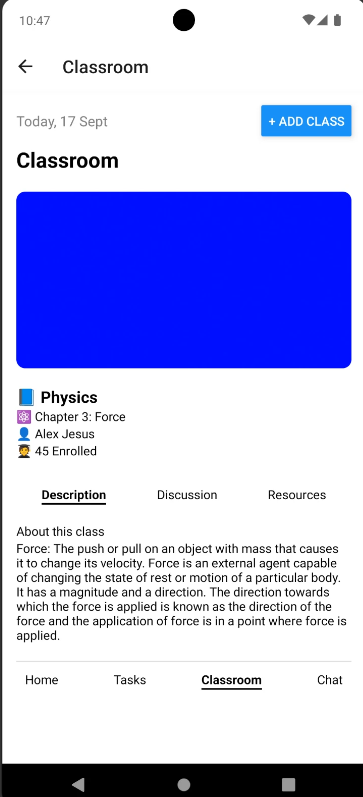 10:47
Classroom
Today, 17 Sept
+ ADD CLASS
Classroom
Physics
Chapter 3: Force
Alex Jesus
45 Enrolled
Description Discussion Resources
About this class
Force: The push or pull on an object with mass that causes
it to change its velocity. Force is an external agent capable
of changing the state of rest or motion of a particular body.
It has a magnitude and a direction. The direction towards
which the force is applied is known as the direction of the
force and the application of force is in a point where force is
applied.
Home Tasks Classroom Chat